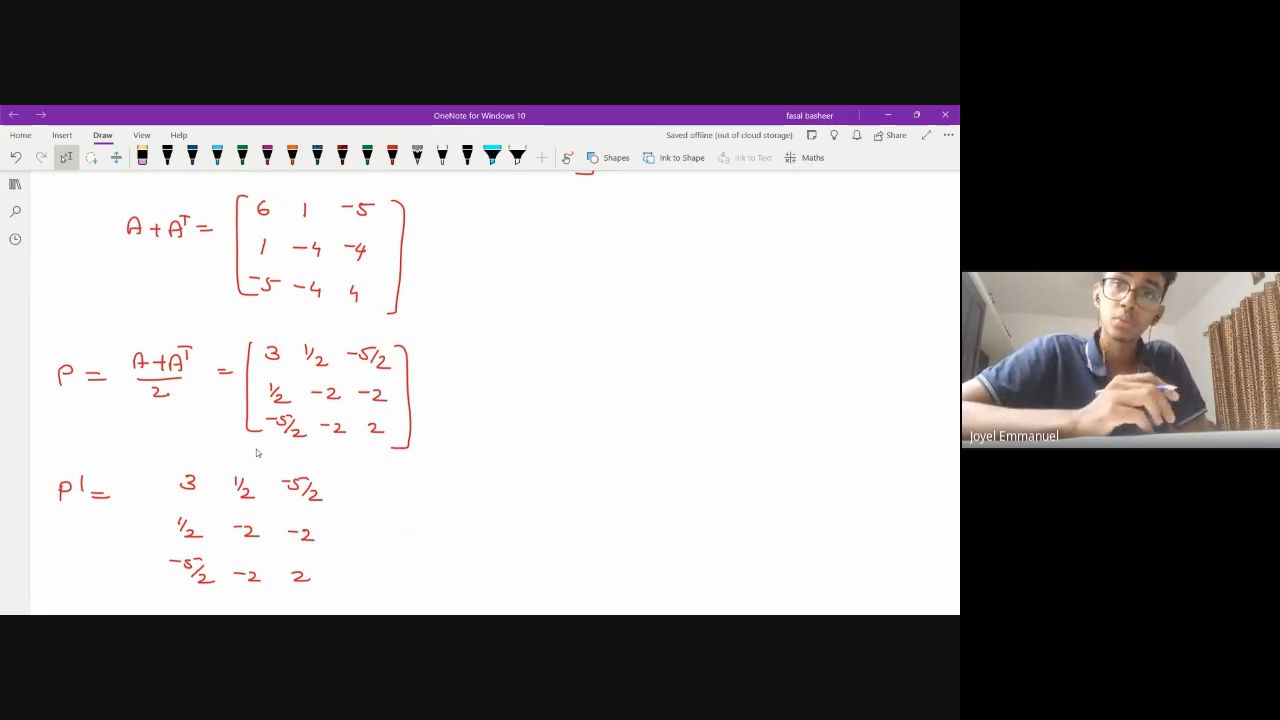 OneNote for Windows 10
fasal basheer
Home Insert Draw View Help
Saved offline (out of cloud storage) Share
Shapes Ink to Shape Ink to Text Maths
A + Aᵀ = [ 6 1 -5
1 -4 -4
-5 -4 4 ]
P = A+Aᵀ/2 = [ 3 1/2 -5/2
1/2 -2 -2
-5/2 -2 2 ]
P' = 3 1/2 -5/2
1/2 -2 -2
-5/2 -2 2
Joyel Emmanuel